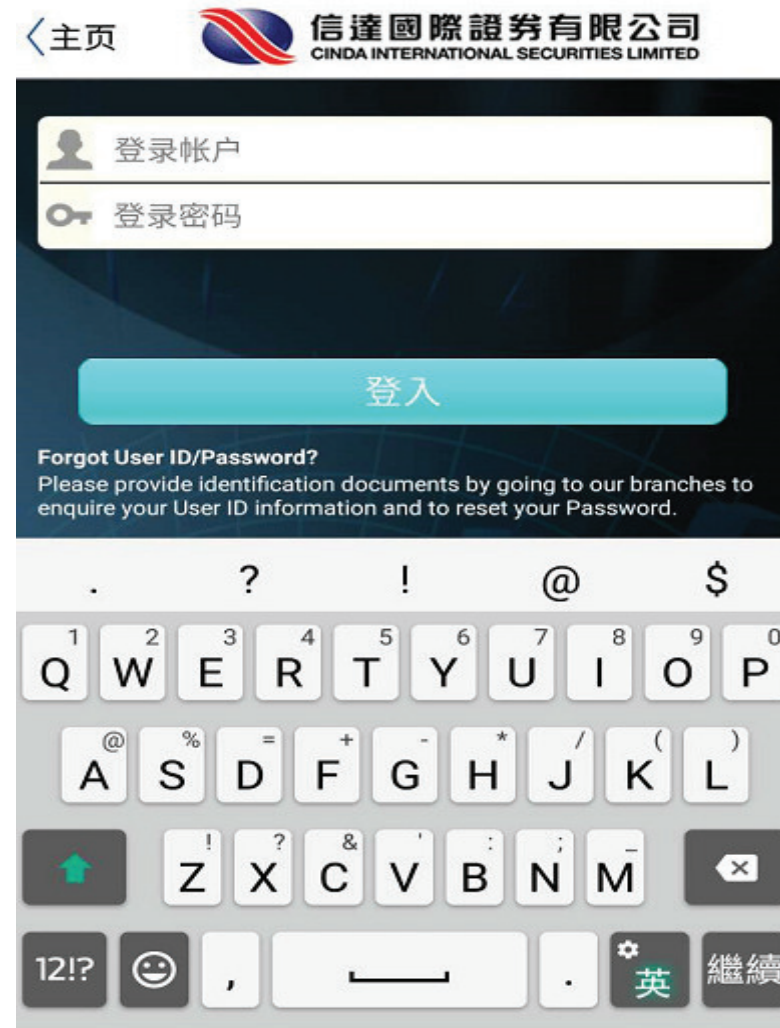 主页
信達國際證券有限公司
CINDA INTERNATIONAL SECURITIES LIMITED
登录帐户
登录密码
登入
Forgot User ID/Password?
Please provide identification documents by going to our branches to
enquire your User ID information and to reset your Password.
. ? ! @ $
1 2 3 4 5 6 7 8 9 0
Q W E R T Y U I O P
@ % = + - * / ( )
A S D F G H J K L
! ? & ' : ; _
Z X C V B N M
12!? , . 英 繼續